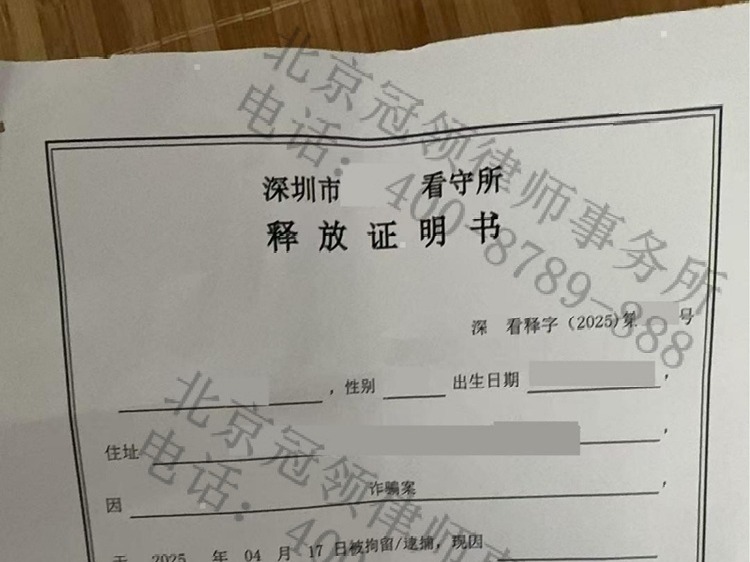 深圳市 看守所
释放证明书
深 看释字（2025）第 号
，性别 出生日期 ，
住址 ，
因 诈骗案 ，
于 2025 年 04 月 17 日被拘留/逮捕，现因
北京冠领律师事务所
电话：400-8789-888
北京冠领律师事务所
电话：400-8